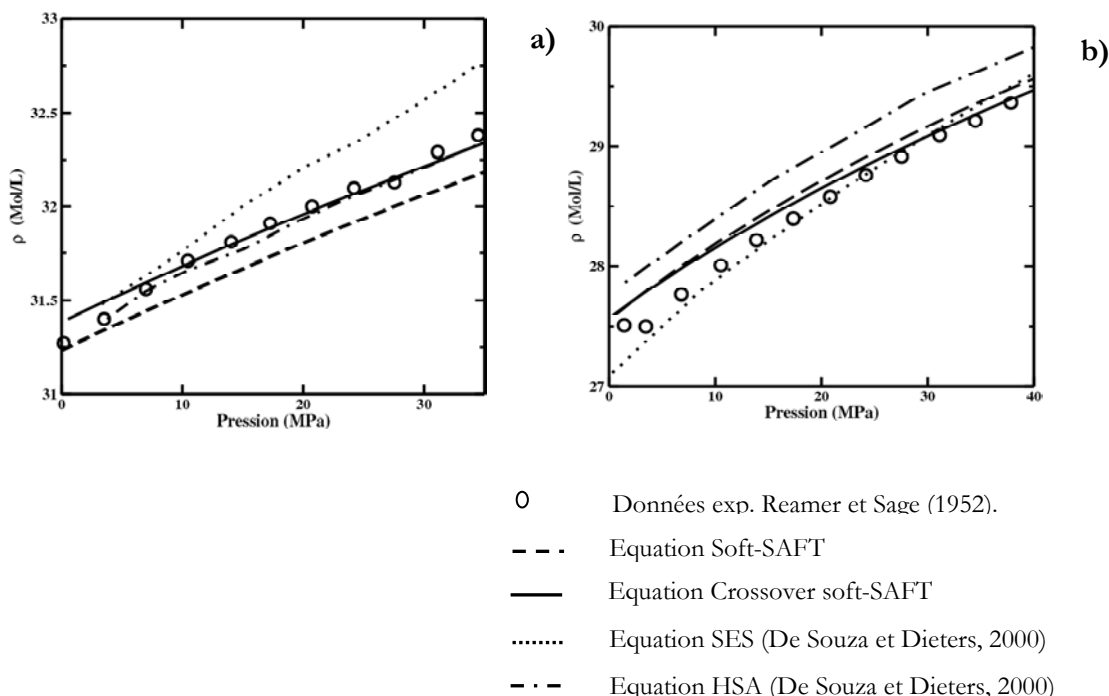 a)
33
32.5
32
31.5
31
ρ (Mol/L)
0 10 20 30
Pression (MPa)
b)
30
29
28
27
ρ (Mol/L)
0 10 20 30 40
Pression (MPa)
Données exp. Reamer et Sage (1952).
Equation Soft-SAFT
Equation Crossover soft-SAFT
Equation SES (De Souza et Dieters, 2000)
Equation HSA (De Souza et Dieters, 2000)